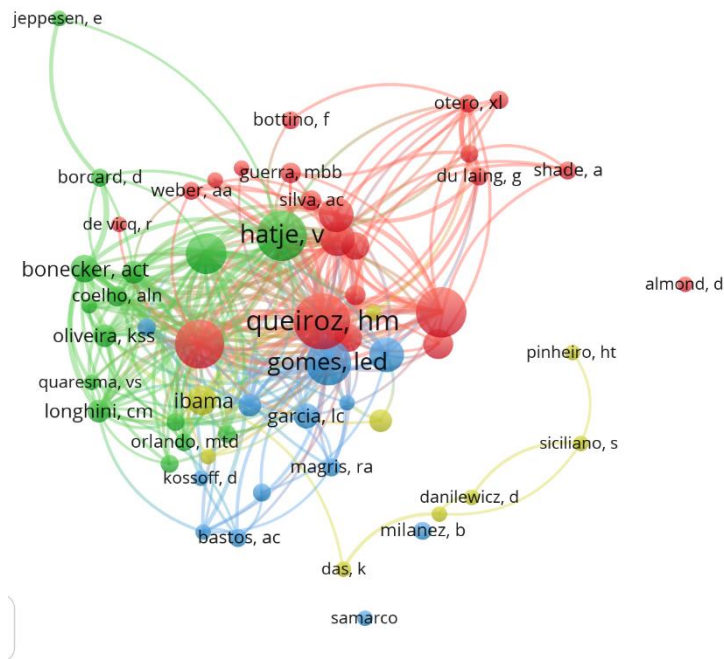 jeppesen, e
otero, xl
bottino, f
guerra, mbb
borcard, d
weber, aa
du laing, g
shade, a
silva, ac
de vicq, r
hatje, v
bonecker, act
almond, d
coelho, aln
queiroz, hm
oliveira, kss
pinheiro, ht
gomes, led
quaresma, vs
ibama
longhini, cm
garcia, lc
orlando, mtd
siciliano, s
magris, ra
kossoff, d
danilewicz, d
bastos, ac
milanez, b
das, k
samarco